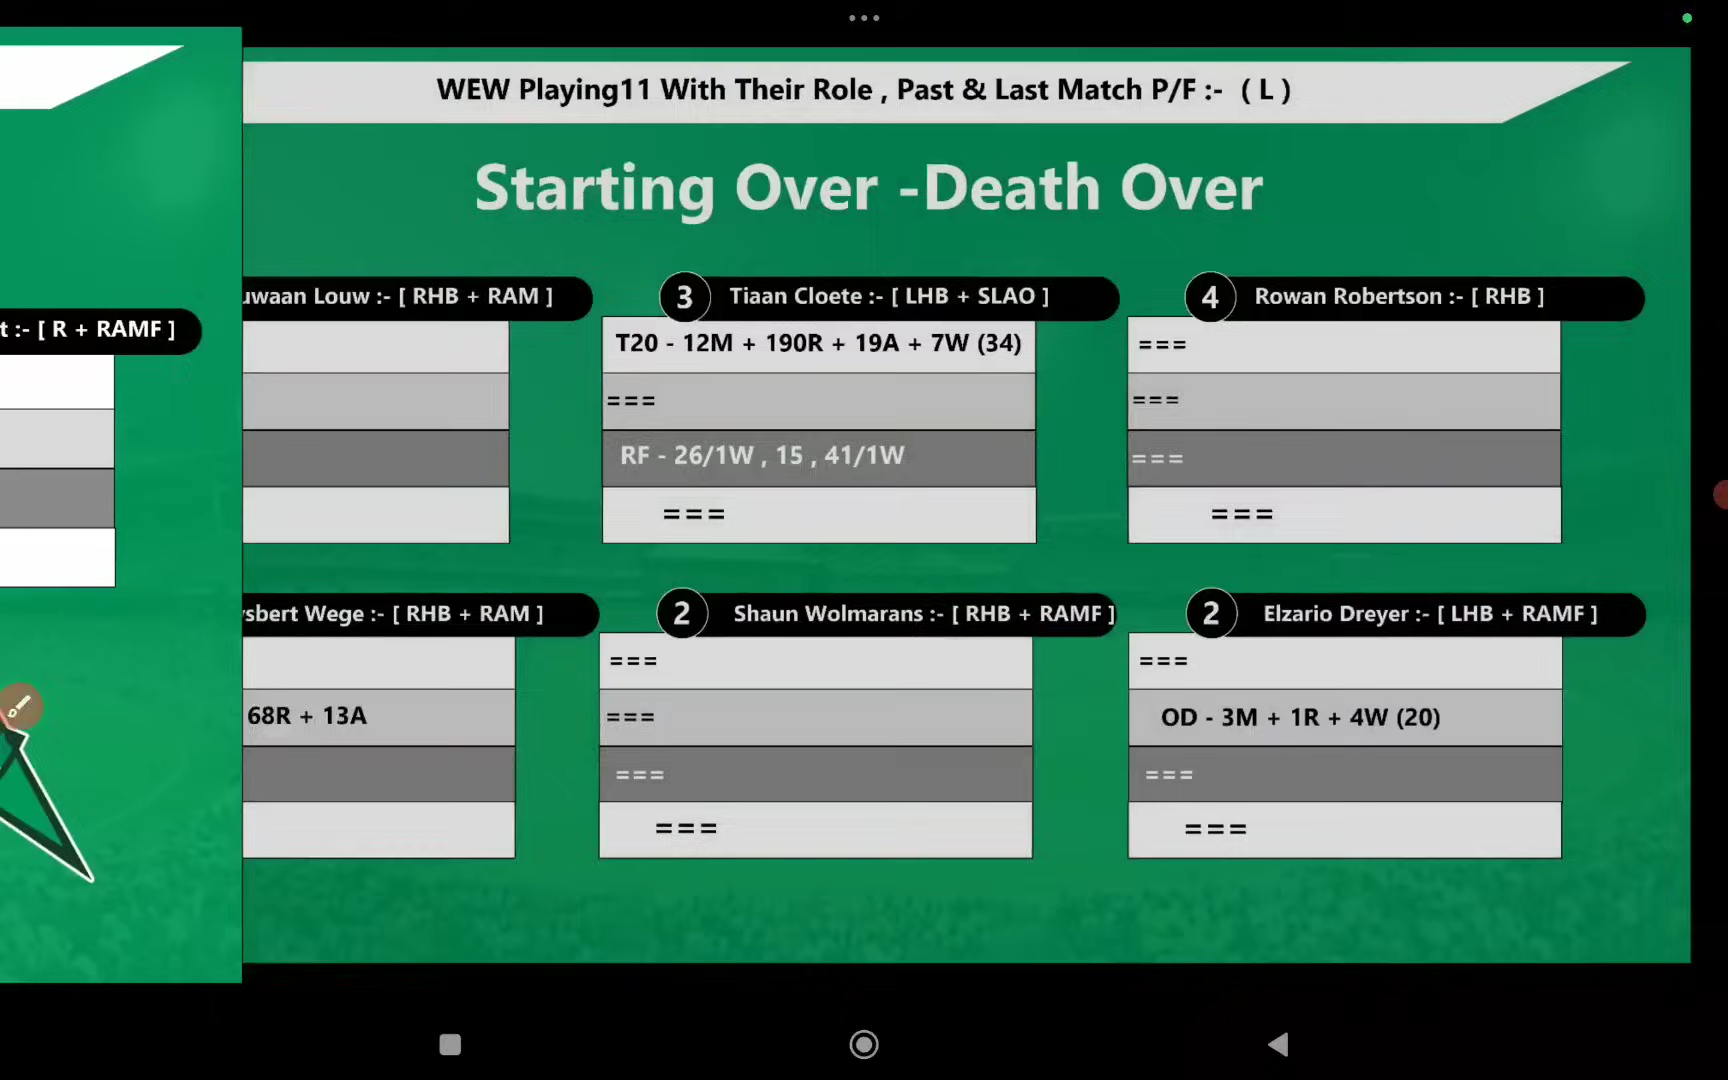 WEW Playing11 With Their Role , Past & Last Match P/F :- ( L )
Starting Over -Death Over
t :- [ R + RAMF ]
uwaan Louw :- [ RHB + RAM ]
3 Tiaan Cloete :- [ LHB + SLAO ]
T20 - 12M + 190R + 19A + 7W (34)
===
RF - 26/1W , 15 , 41/1W
===
4 Rowan Robertson :- [ RHB ]
===
===
===
===
sbert Wege :- [ RHB + RAM ]
68R + 13A
2 Shaun Wolmarans :- [ RHB + RAMF ]
===
===
===
===
2 Elzario Dreyer :- [ LHB + RAMF ]
===
OD - 3M + 1R + 4W (20)
===
===